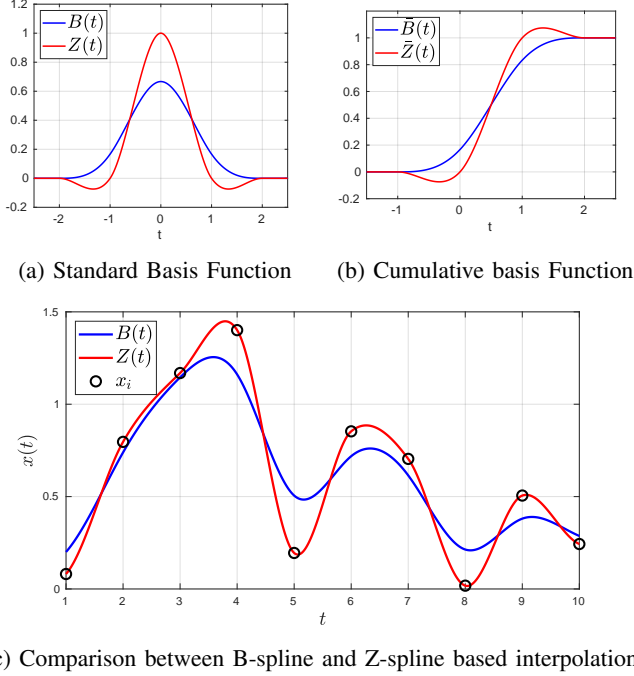 1.2
1
0.8
0.6
0.4
0.2
0
-0.2
B(t)
Z(t)
-2 -1 0 1 2
t
1
0.8
0.6
0.4
0.2
0
-0.2
B̄(t)
Z̄(t)
-1 0 1 2
t
(a) Standard Basis Function
(b) Cumulative basis Function
1.5
1
0.5
0
x(t)
B(t)
Z(t)
x_i
1 2 3 4 5 6 7 8 9 10
t
) Comparison between B-spline and Z-spline based interpolation